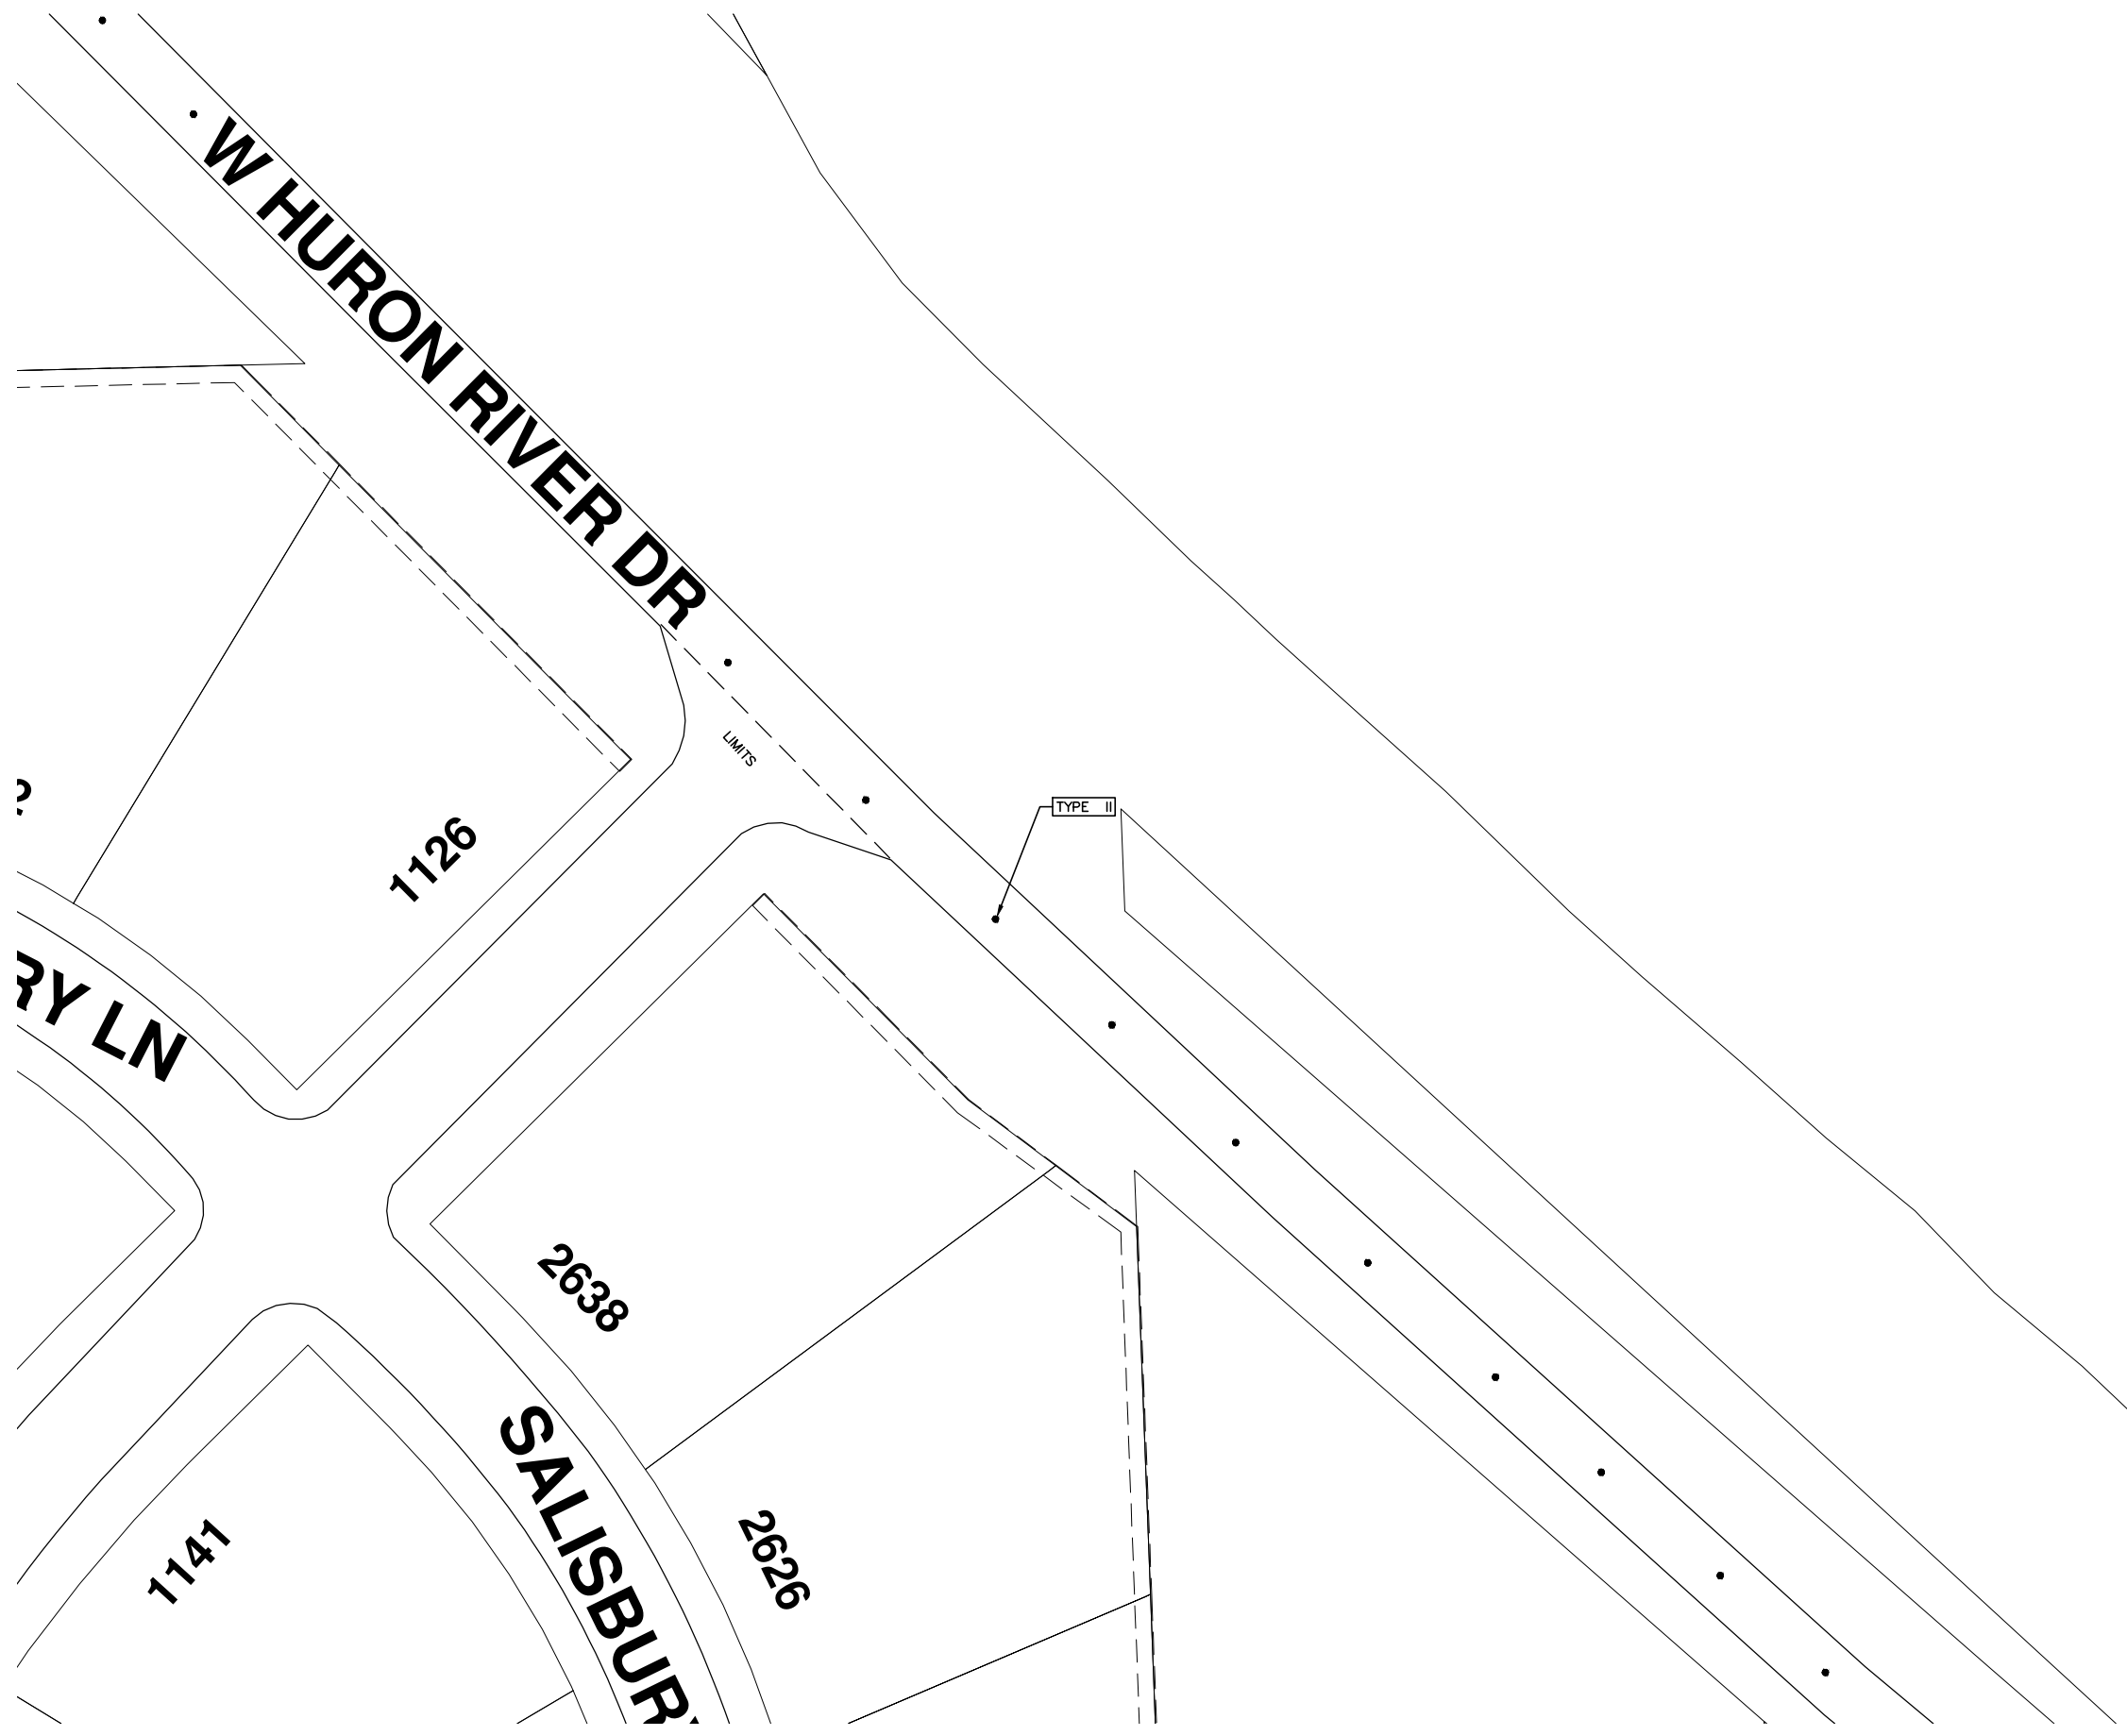 W HURON RIVER DR
LIMITS
TYPE II
1126
RY LN
2638
SALISBUR
2626
1141